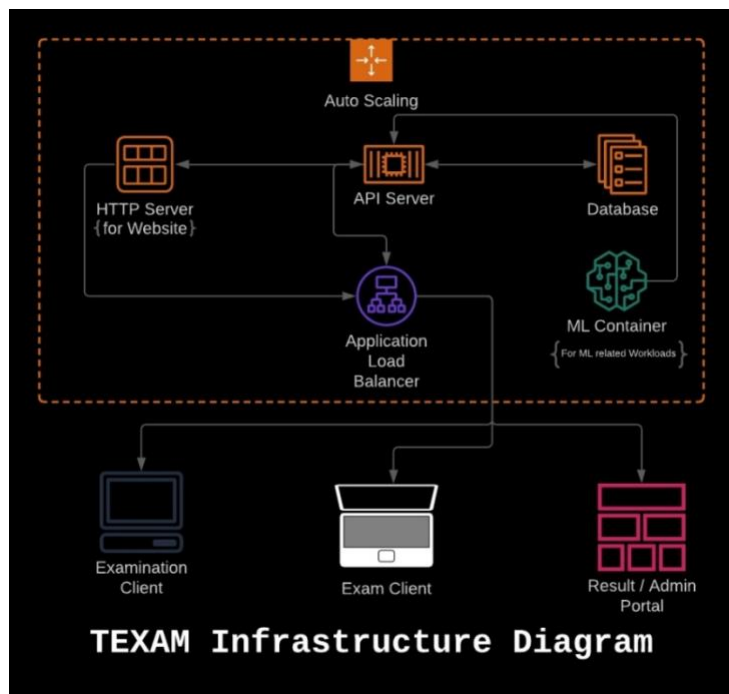 Auto Scaling
HTTP Server
{for Website}
API Server
Database
Application
Load
Balancer
ML Container
{For ML related Workloads}
Examination
Client
Exam Client
Result / Admin
Portal
TEXAM Infrastructure Diagram